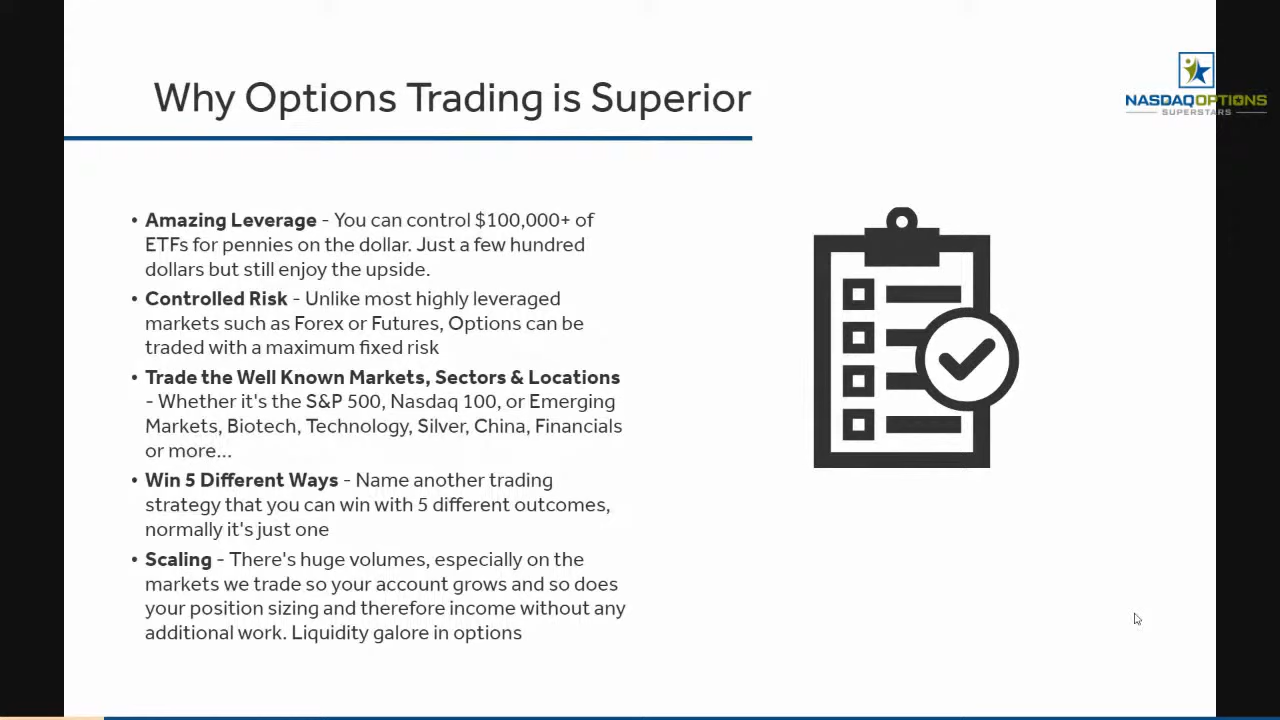 Why Options Trading is Superior
NASDAQOPTIONS
SUPERSTARS
• Amazing Leverage - You can control $100,000+ of
ETFs for pennies on the dollar. Just a few hundred
dollars but still enjoy the upside.
• Controlled Risk - Unlike most highly leveraged
markets such as Forex or Futures, Options can be
traded with a maximum fixed risk
• Trade the Well Known Markets, Sectors & Locations
- Whether it's the S&P 500, Nasdaq 100, or Emerging
Markets, Biotech, Technology, Silver, China, Financials
or more...
• Win 5 Different Ways - Name another trading
strategy that you can win with 5 different outcomes,
normally it's just one
• Scaling - There's huge volumes, especially on the
markets we trade so your account grows and so does
your position sizing and therefore income without any
additional work. Liquidity galore in options